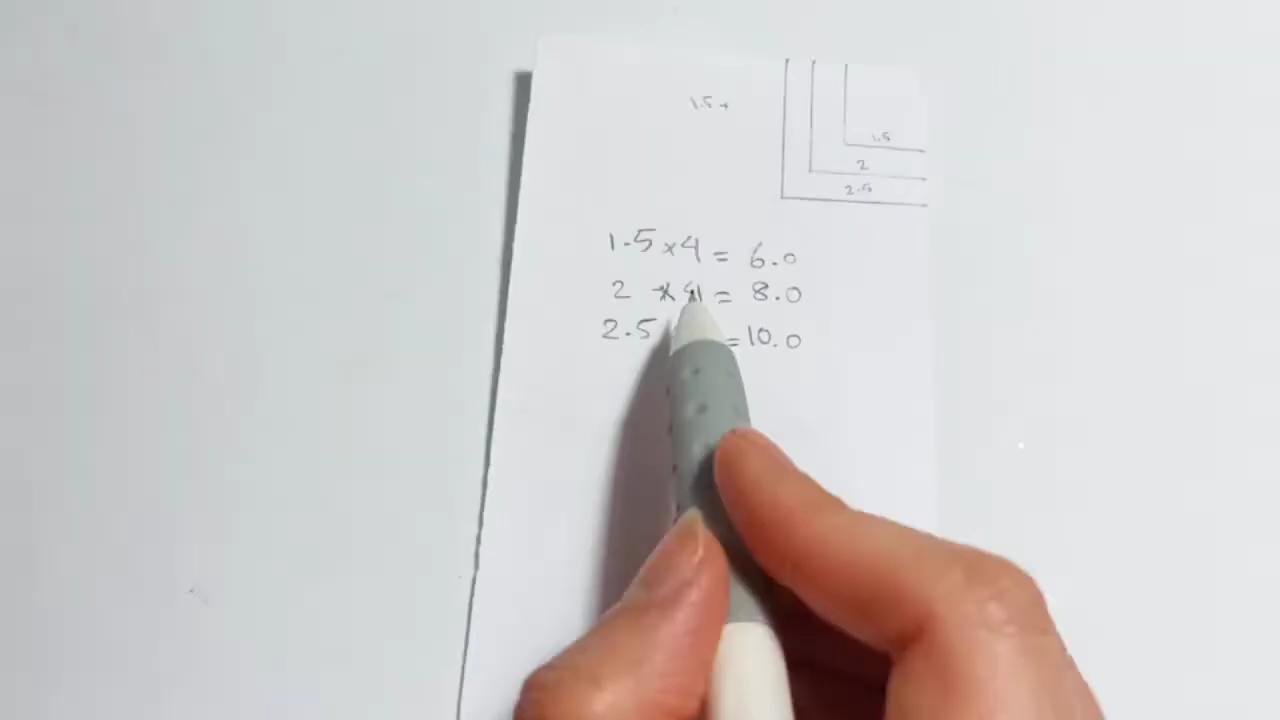 1.5+
1.5
2
2.5
1.5 × 4 = 6.0
2 × 4 = 8.0
2.5 = 10.0